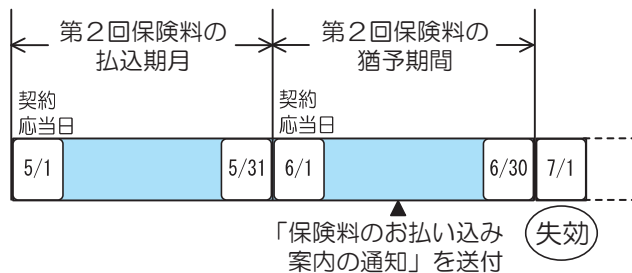 第２回保険料の
払込期月
第２回保険料の
猶予期間
契約
応当日
契約
応当日
5/1
5/31
6/1
6/30
7/1
「保険料のお払い込み
案内の通知」を送付
失効